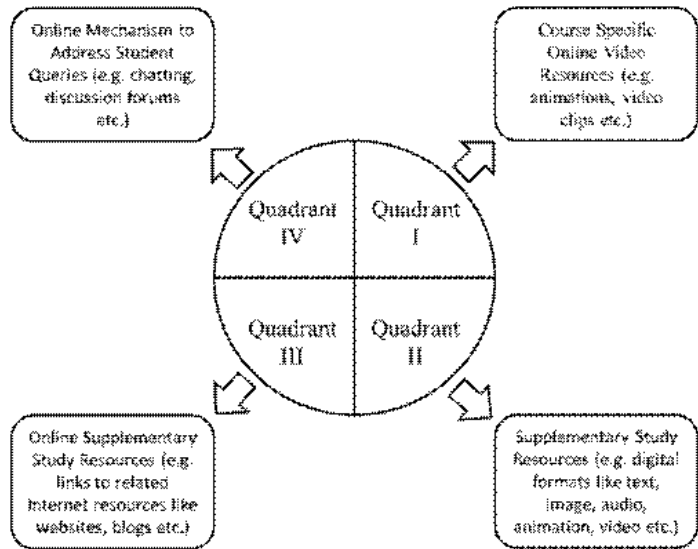 Online Mechanism to
Address Student
Queries (e.g. chatting,
discussion forums
etc.)
Course Specific
Online Video
Resources (e.g.
animations, video
clips etc.)
Quadrant
IV
Quadrant
I
Quadrant
III
Quadrant
II
Online Supplementary
Study Resources (e.g.
links to related
Internet resources like
websites, blogs etc.)
Supplementary Study
Resources (e.g. digital
formats like text,
image, audio,
animation, video etc.)